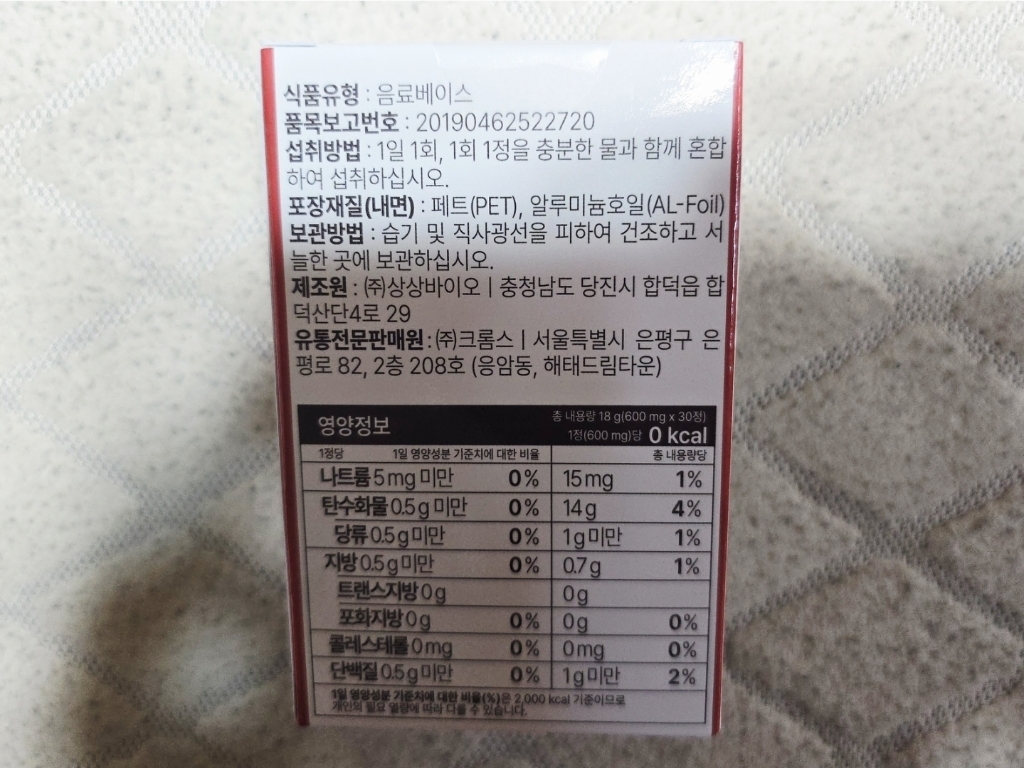 식품유형 : 음료베이스
품목보고번호 : 20190462522720
섭취방법 : 1일 1회, 1회 1정을 충분한 물과 함께 혼합
하여 섭취하십시오.
포장재질(내면) : 페트(PET), 알루미늄호일(AL-Foil)
보관방법 : 습기 및 직사광선을 피하여 건조하고 서
늘한 곳에 보관하십시오.
제조원 : (주)상상바이오 | 충청남도 당진시 합덕읍 합
덕산단4로 29
유통전문판매원 : (주)크롬스 | 서울특별시 은평구 은
평로 82, 2층 208호 (응암동, 해태드림타운)
영양정보 총 내용량 18 g(600 mg x 30정)
1정(600 mg)당 0 kcal
1정당 1일 영양성분 기준치에 대한 비율 총 내용량당
나트륨 5 mg 미만 0% 15 mg 1%
탄수화물 0.5 g 미만 0% 14 g 4%
당류 0.5 g 미만 0% 1 g 미만 1%
지방 0.5 g 미만 0% 0.7 g 1%
트랜스지방 0 g 0 g
포화지방 0 g 0% 0 g 0%
콜레스테롤 0 mg 0% 0 mg 0%
단백질 0.5 g 미만 0% 1 g 미만 2%
1일 영양성분 기준치에 대한 비율(%)은 2,000 kcal 기준이므로
개인의 필요 열량에 따라 다를 수 있습니다.